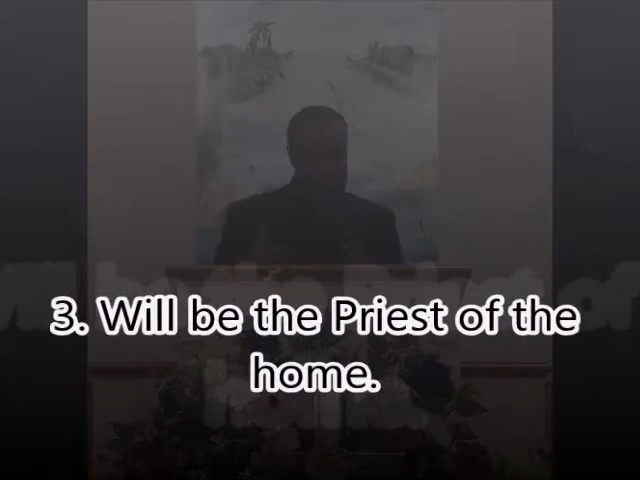 3. Will be the Priest of the
home.